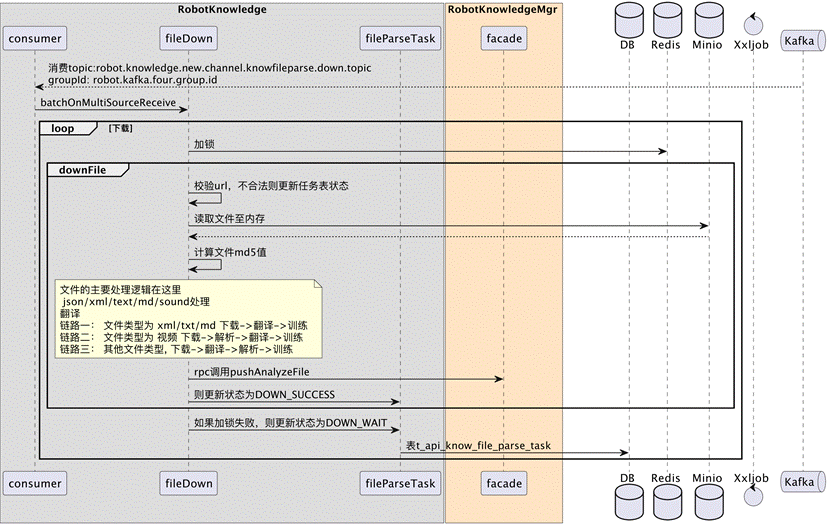 RobotKnowledge
RobotKnowledgeMgr
consumer
fileDown
fileParseTask
facade
DB
Redis
Minio
Xxljob
Kafka
消费topic:robot.knowledge.new.channel.knowfileparse.down.topic
groupId: robot.kafka.four.group.id
batchOnMultiSourceReceive
loop [下载]
加锁
downFile
校验url，不合法则更新任务表状态
读取文件至内存
计算文件md5值
文件的主要处理逻辑在这里
json/xml/text/md/sound处理
翻译
链路一： 文件类型为 xml/txt/md 下载->翻译->训练
链路二： 文件类型为 视频 下载->解析->翻译->训练
链路三： 其他文件类型, 下载->翻译->解析->训练
rpc调用pushAnalyzeFile
则更新状态为DOWN_SUCCESS
如果加锁失败，则更新状态为DOWN_WAIT
表t_api_know_file_parse_task
consumer
fileDown
fileParseTask
facade
DB
Redis
Minio
Xxljob
Kafka